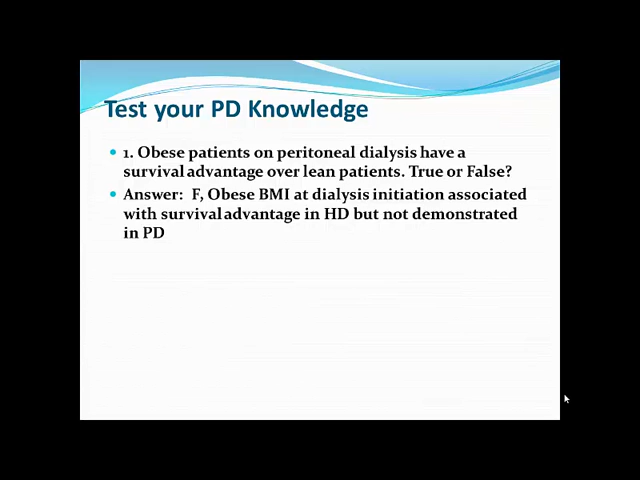 Test your PD Knowledge
1. Obese patients on peritoneal dialysis have a
survival advantage over lean patients. True or False?
Answer: F, Obese BMI at dialysis initiation associated
with survival advantage in HD but not demonstrated
in PD